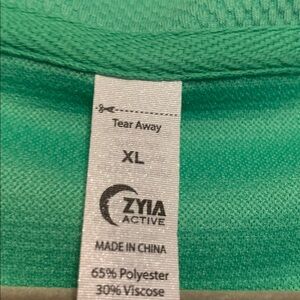 Tear Away
XL
ZYIA
ACTIVE
MADE IN CHINA
65% Polyester
30% Viscose